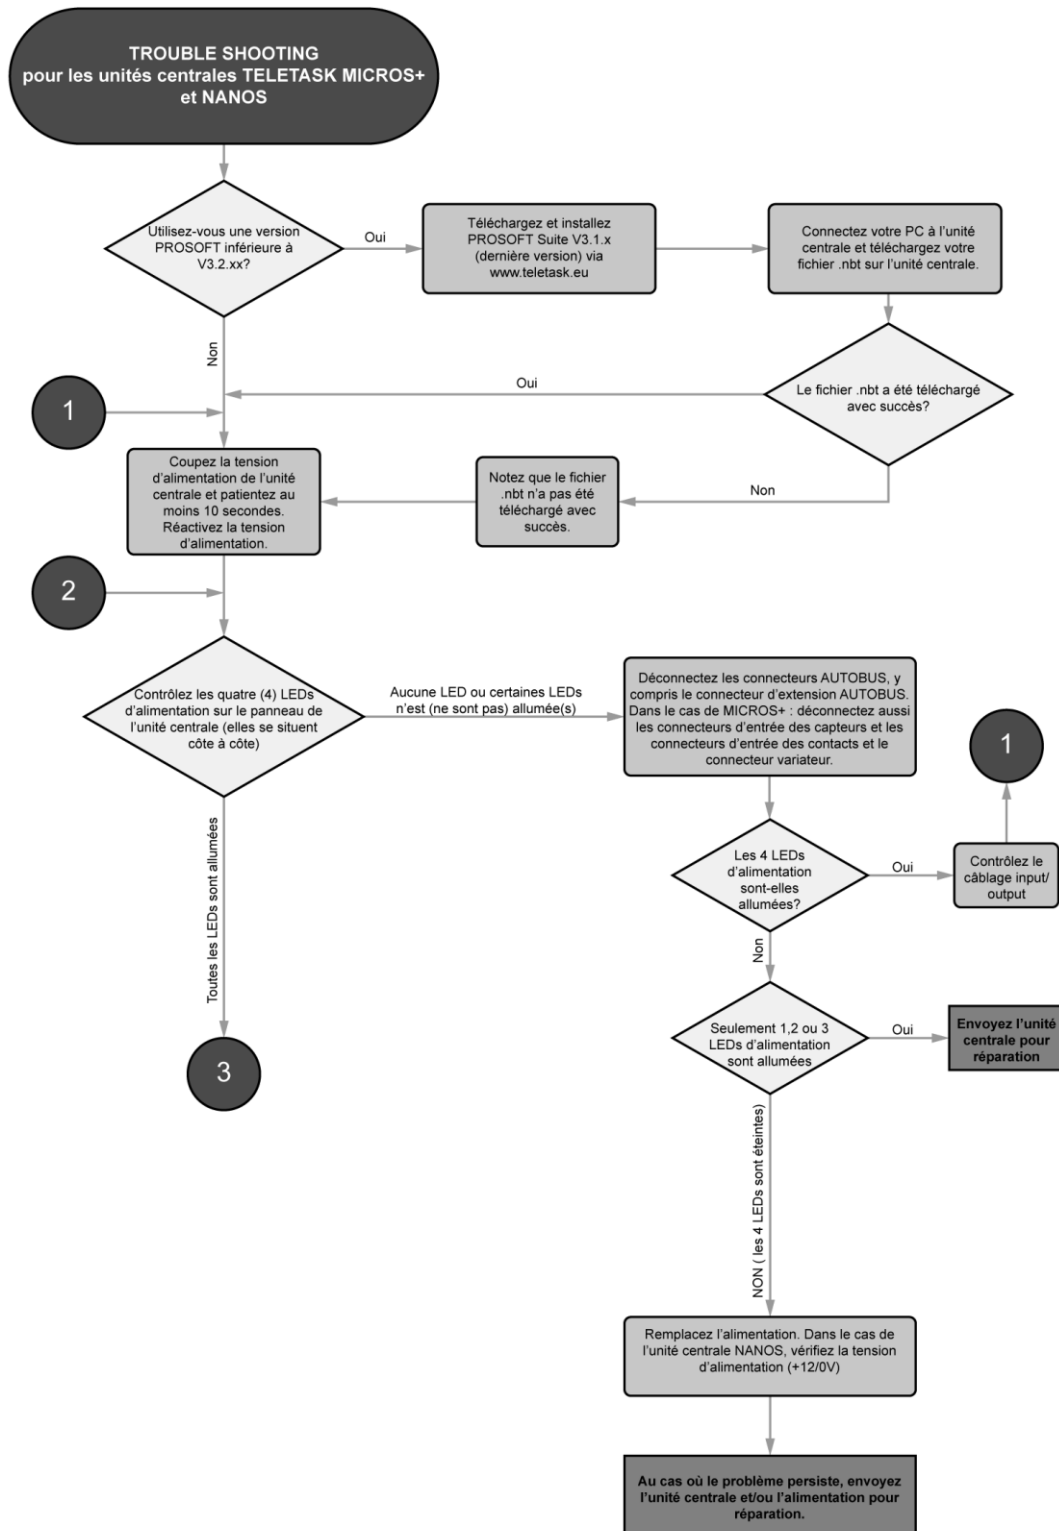 TROUBLE SHOOTING
pour les unités centrales TELETASK MICROS+
et NANOS
Utilisez-vous une version
PROSOFT inférieure à
V3.2.xx?
Oui
Téléchargez et installez
PROSOFT Suite V3.1.x
(dernière version) via
www.teletask.eu
Connectez votre PC à l'unité
centrale et téléchargez votre
fichier .nbt sur l'unité centrale.
Non
Oui
Le fichier .nbt a été téléchargé
avec succès?
1
Coupez la tension
d'alimentation de l'unité
centrale et patientez au
moins 10 secondes.
Réactivez la tension
d'alimentation.
Notez que le fichier
.nbt n'a pas été
téléchargé avec
succès.
Non
2
Contrôlez les quatre (4) LEDs
d'alimentation sur le panneau de
l'unité centrale (elles se situent
côte à côte)
Aucune LED ou certaines LEDs
n'est (ne sont pas) allumée(s)
Déconnectez les connecteurs AUTOBUS, y
compris le connecteur d'extension AUTOBUS.
Dans le cas de MICROS+ : déconnectez aussi
les connecteurs d'entrée des capteurs et les
connecteurs d'entrée des contacts et le
connecteur variateur.
1
Les 4 LEDs
d'alimentation
sont-elles
allumées?
Oui
Contrôlez le
câblage input/
output
Toutes les LEDs sont allumées
Non
3
Seulement 1,2 ou 3
LEDs d'alimentation
sont allumées
Oui
Envoyez l'unité
centrale pour
réparation
NON ( les 4 LEDs sont éteintes)
Remplacez l'alimentation. Dans le cas de
l'unité centrale NANOS, vérifiez la tension
d'alimentation (+12/0V)
Au cas où le problème persiste, envoyez
l'unité centrale et/ou l'alimentation pour
réparation.